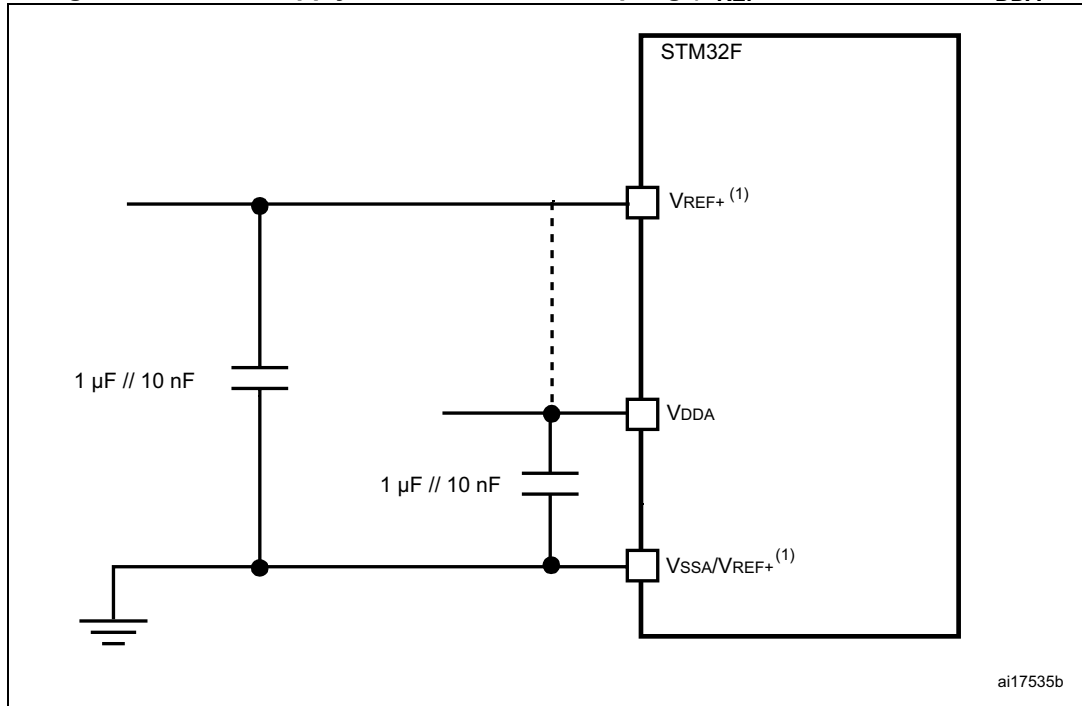 STM32F
VREF+ (1)
1 µF // 10 nF
VDDA
1 µF // 10 nF
VSSA/VREF+ (1)
ai17535b